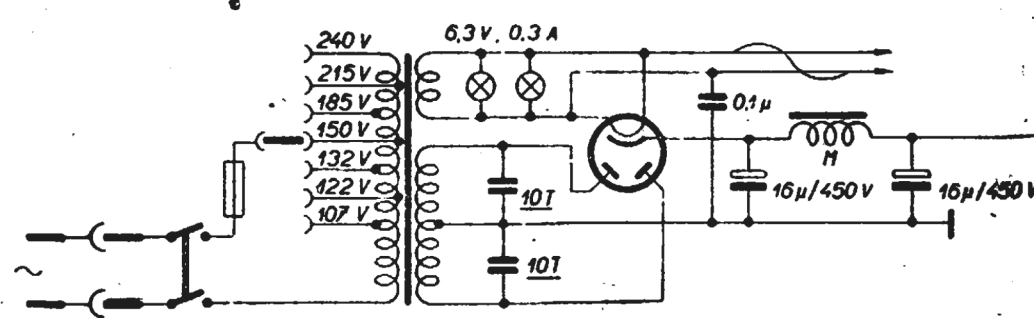 240 V
215 V
185 V
150 V
132 V
122 V
107 V
6,3 V, 0,3 A
0,1 μ
10T
10T
M
16 μ/450 V
16 μ/450 V
~